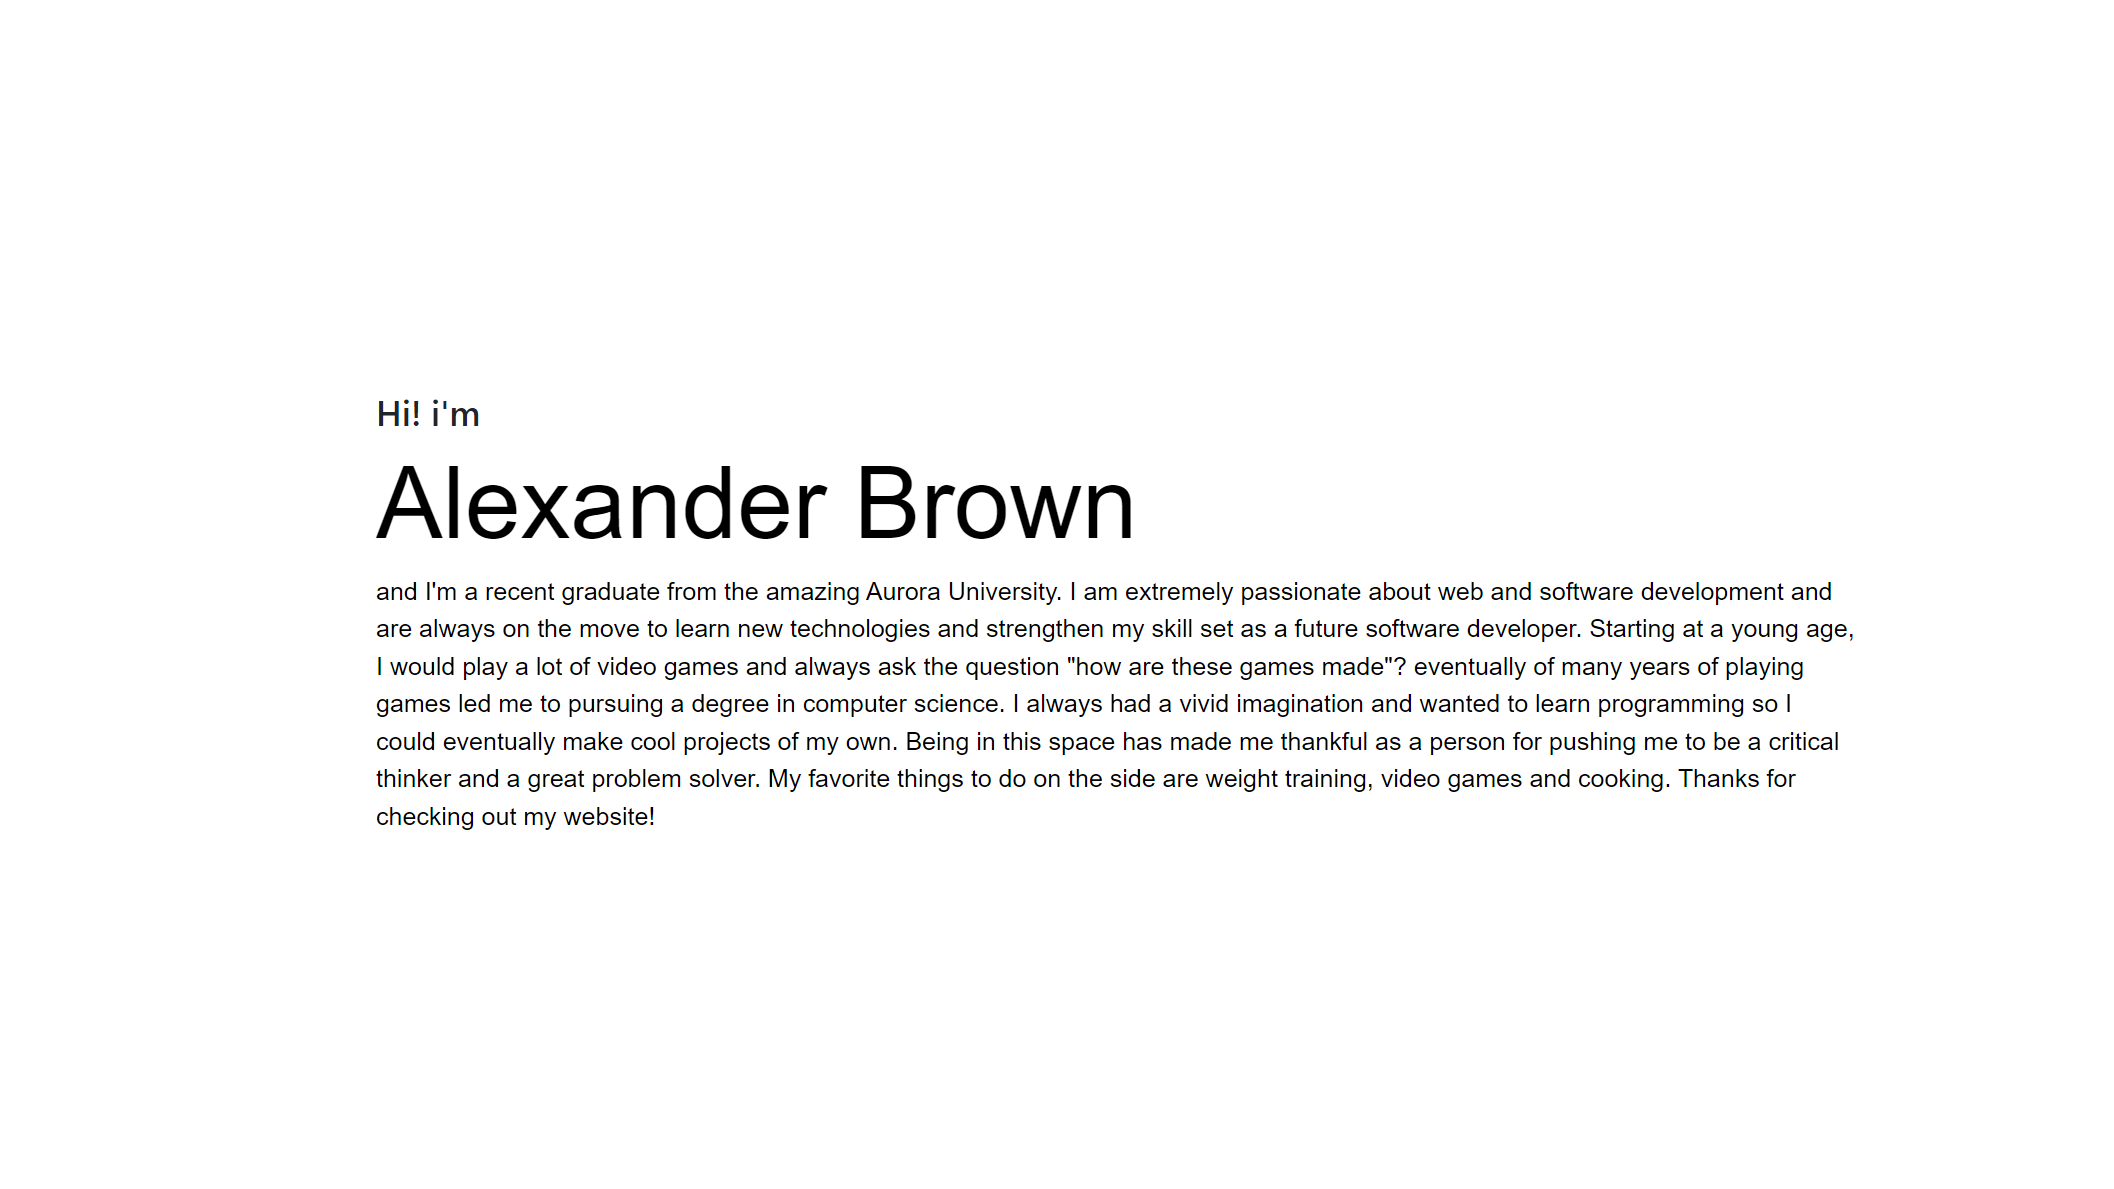 Hi! i'm
Alexander Brown
and I'm a recent graduate from the amazing Aurora University. I am extremely passionate about web and software development and
are always on the move to learn new technologies and strengthen my skill set as a future software developer. Starting at a young age,
I would play a lot of video games and always ask the question "how are these games made"? eventually of many years of playing
games led me to pursuing a degree in computer science. I always had a vivid imagination and wanted to learn programming so I
could eventually make cool projects of my own. Being in this space has made me thankful as a person for pushing me to be a critical
thinker and a great problem solver. My favorite things to do on the side are weight training, video games and cooking. Thanks for
checking out my website!